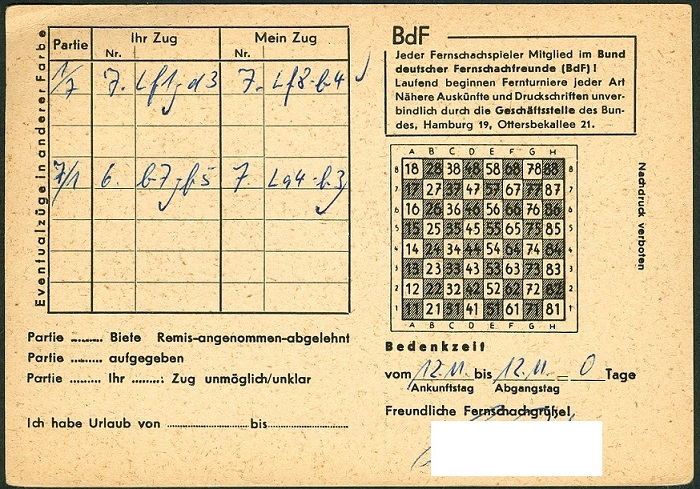 Eventualzüge in anderer Farbe
Partie Ihr Zug Mein Zug
Nr. Nr.
1/7 7. Lf1-d3 7. Lf8-b4
7/1 6. b7-b5 7. La4-b3
Partie ......... Biete Remis-angenommen-abgelehnt
Partie ......... aufgegeben
Partie ......... Ihr ........: Zug unmöglich/unklar
Ich habe Urlaub von .................... bis....................
BdF
Jeder Fernschachspieler Mitglied im Bund
deutscher Fernschachfreunde (BdF)!
Laufend beginnen Fernturniere jeder Art
Nähere Auskünfte und Druckschriften unver-
bindlich durch die Geschäftsstelle des Bun-
des, Hamburg 19, Ottersbekallee 21.
A B C D E F G H
8 18 28 38 48 58 68 78 88 8
7 17 27 37 47 57 67 77 87 7
6 16 26 36 46 56 66 76 86 6
5 15 25 35 45 55 65 75 85 5
4 14 24 34 44 54 64 74 84 4
3 13 23 33 43 53 63 73 83 3
2 12 22 32 42 52 62 72 82 2
1 11 21 31 41 51 61 71 81 1
A B C D E F G H
Nachdruck verboten
Bedenkzeit
vom 12.11. bis 12.11. = 0 Tage
Ankunftstag Abgangstag
Freundliche Fernschachgrüße!